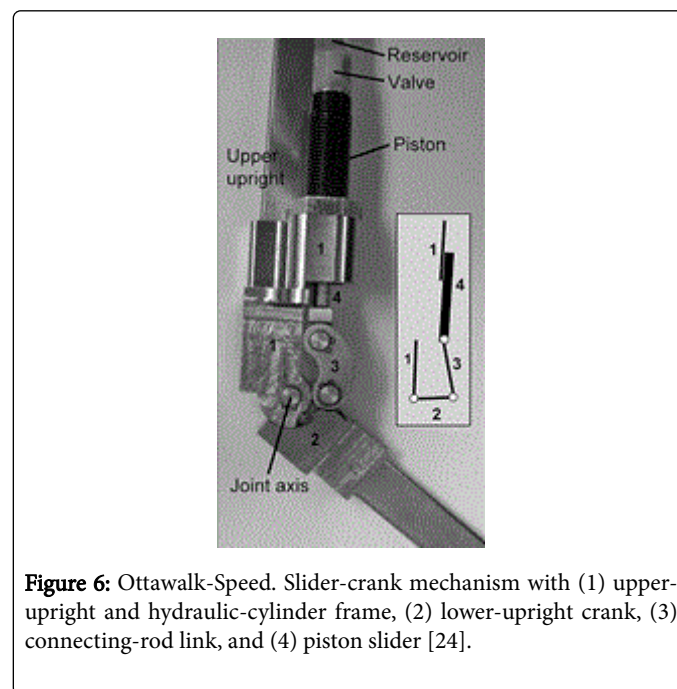 Reservoir
Valve
Piston
Upper
upright
1
4
1
3
2
Joint axis
1
4
1
3
2
Figure 6: Ottawalk-Speed. Slider-crank mechanism with (1) upper-
upright and hydraulic-cylinder frame, (2) lower-upright crank, (3)
connecting-rod link, and (4) piston slider [24].